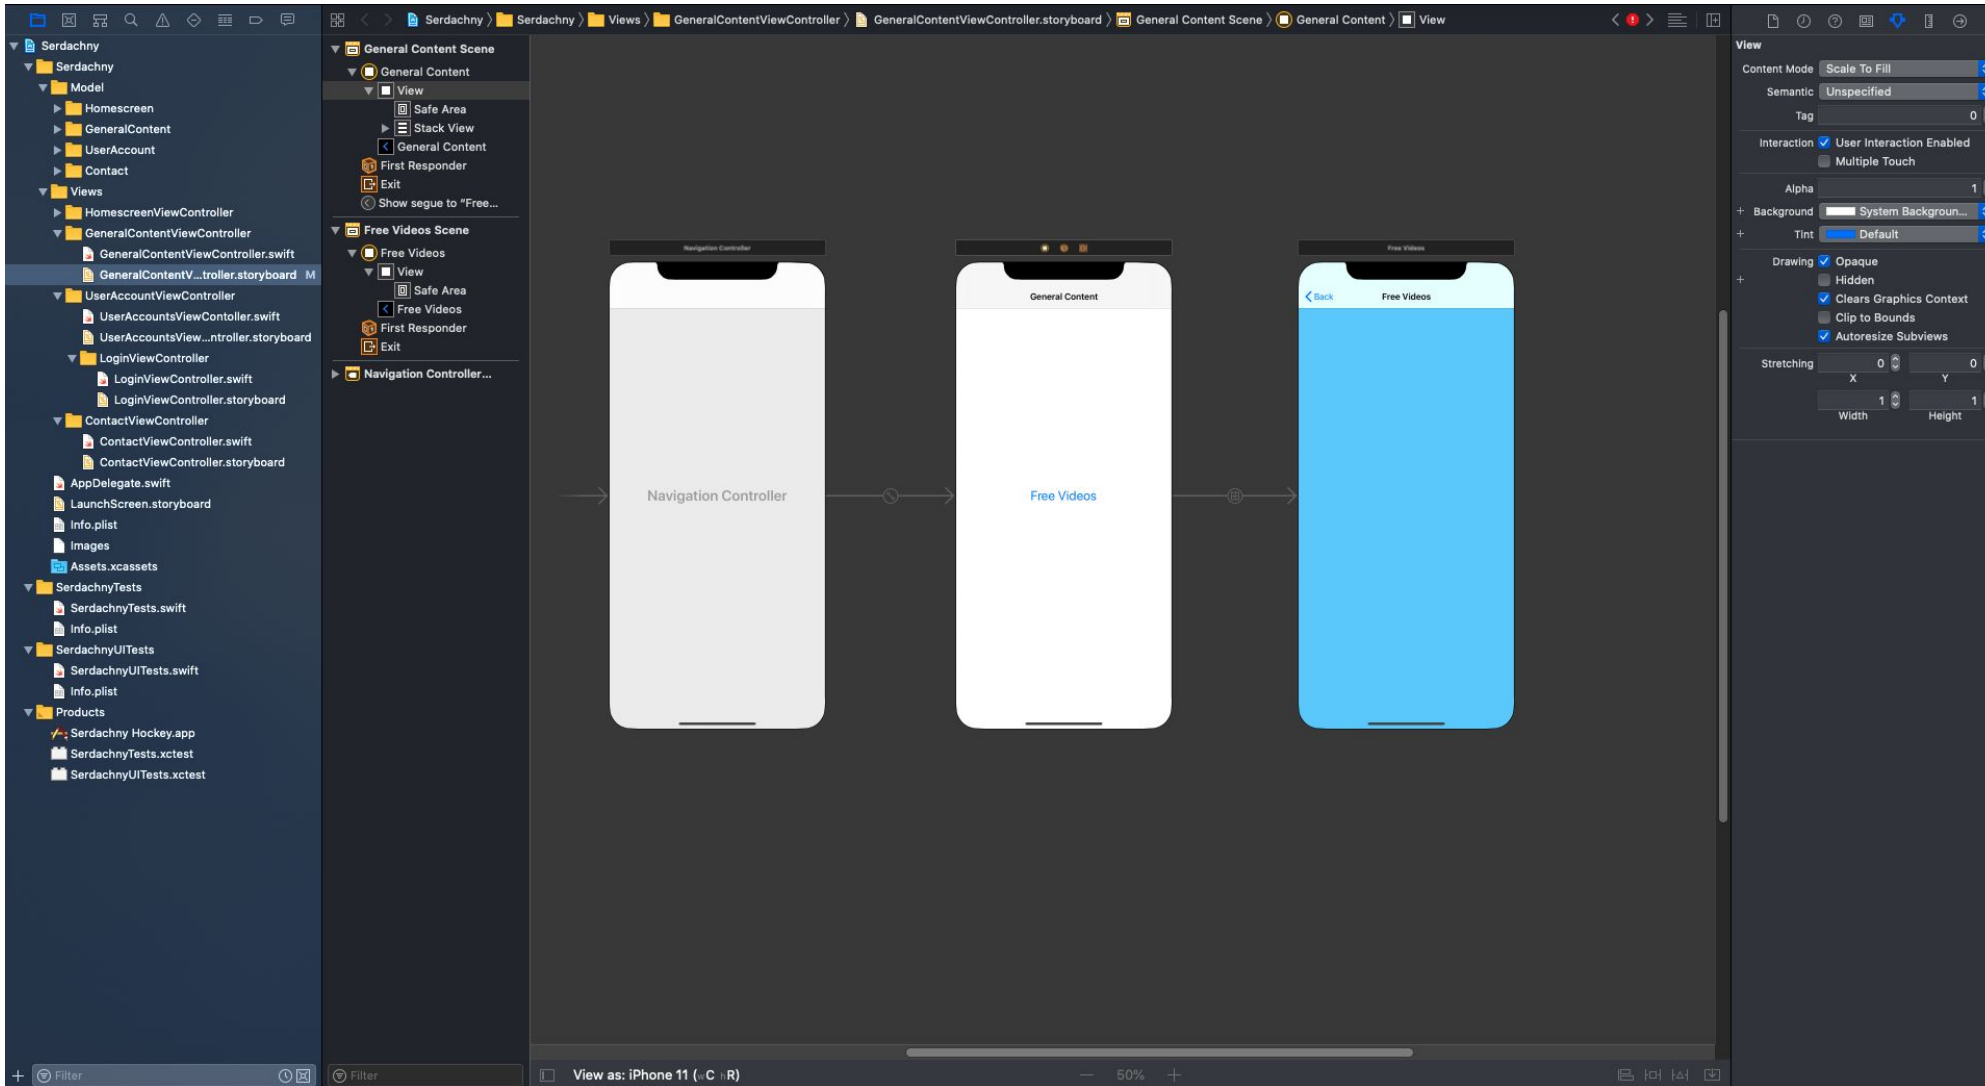 Serdachny
Serdachny
Model
Homescreen
GeneralContent
UserAccount
Contact
Views
HomescreenViewController
GeneralContentViewController
GeneralContentViewController.swift
GeneralContentV...troller.storyboard M
UserAccountViewController
UserAccountsViewContoller.swift
UserAccountsView...ntroller.storyboard
LoginViewController
LoginViewController.swift
LoginViewController.storyboard
ContactViewController
ContactViewController.swift
ContactViewController.storyboard
AppDelegate.swift
LaunchScreen.storyboard
Info.plist
Images
Assets.xcassets
SerdachnyTests
SerdachnyTests.swift
Info.plist
SerdachnyUITests
SerdachnyUITests.swift
Info.plist
Products
Serdachny Hockey.app
SerdachnyTests.xctest
SerdachnyUITests.xctest
Filter
Serdachny Serdachny Views GeneralContentViewController GeneralContentViewController.storyboard General Content Scene General Content View
General Content Scene
General Content
View
Safe Area
Stack View
General Content
First Responder
Exit
Show segue to "Free...
Free Videos Scene
Free Videos
View
Safe Area
Free Videos
First Responder
Exit
Navigation Controller...
Filter
Navigation Controller
Navigation Controller
General Content
Free Videos
Free Videos
Back Free Videos
View as: iPhone 11 (wC hR)
50%
View
Content Mode Scale To Fill
Semantic Unspecified
Tag 0
Interaction User Interaction Enabled
Multiple Touch
Alpha 1
Background System Backgroun...
Tint Default
Drawing Opaque
Hidden
Clears Graphics Context
Clip to Bounds
Autoresize Subviews
Stretching 0 0
X Y
1 1
Width Height